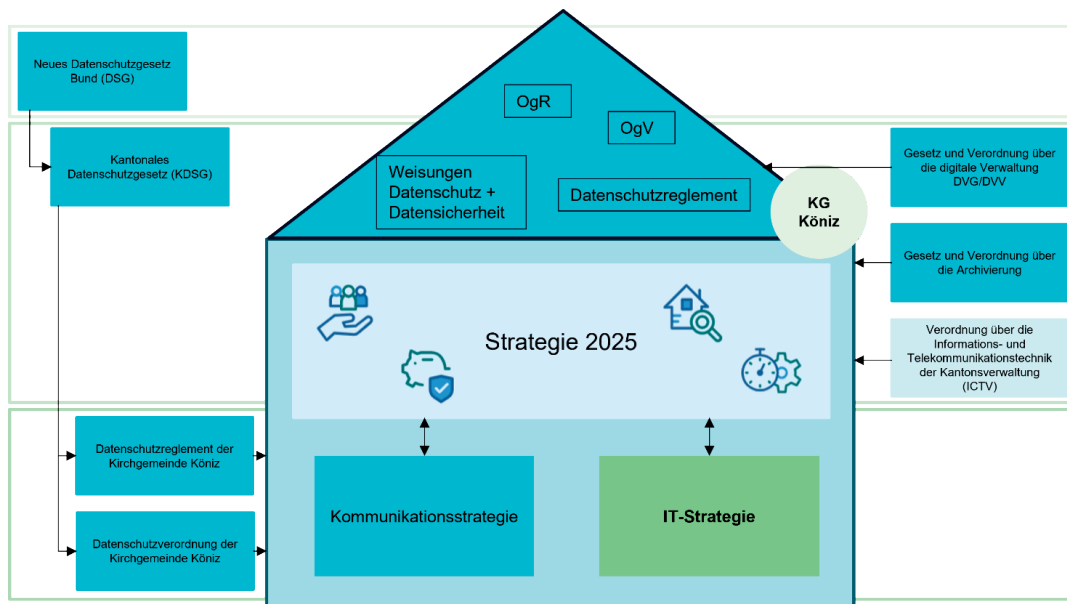 Neues Datenschutzgesetz
Bund (DSG)
Kantonales
Datenschutzgesetz (KDSG)
Datenschutzreglement der
Kirchgemeinde Köniz
Datenschutzverordnung der
Kirchgemeinde Köniz
OgR
OgV
Weisungen
Datenschutz +
Datensicherheit
Datenschutzreglement
KG
Köniz
Strategie 2025
Kommunikationsstrategie
IT-Strategie
Gesetz und Verordnung über
die digitale Verwaltung
DVG/DVV
Gesetz und Verordnung über
die Archivierung
Verordnung über die
Informations- und
Telekommunikationstechnik
der Kantonsverwaltung
(ICTV)